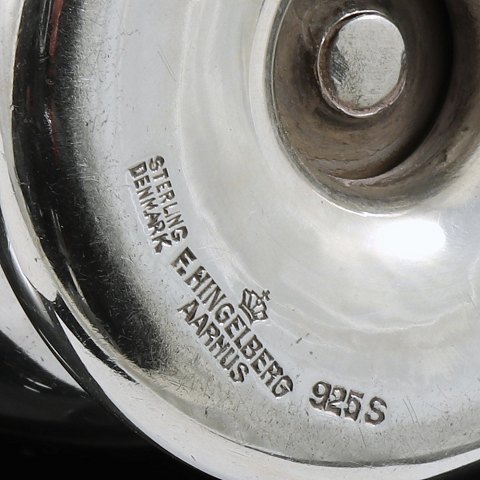 STERLING
DENMARK
F. HINGELBERG
AARHUS
925 S